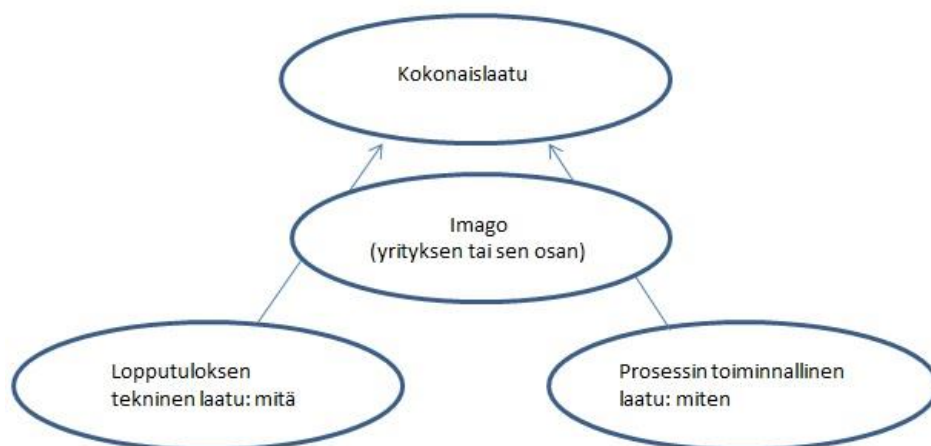 Kokonaislaatu
Imago
(yrityksen tai sen osan)
Lopputuloksen
tekninen laatu: mitä
Prosessin toiminnallinen
laatu: miten